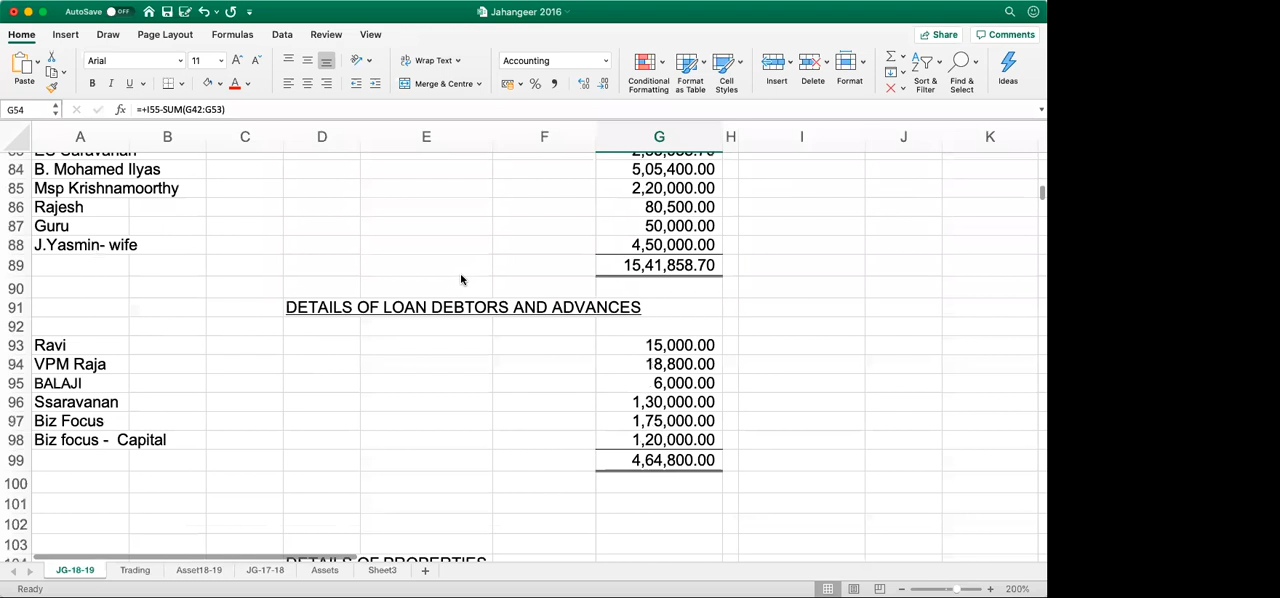 AutoSave OFF Jahangeer 2016
Home Insert Draw Page Layout Formulas Data Review View Share Comments
Paste Arial 11 A A Wrap Text Accounting Conditional Formatting Format as Table Cell Styles Insert Delete Format Sort & Filter Find & Select Ideas
B I U A Merge & Centre % ,
G54 fx =+I55-SUM(G42:G53)
A B C D E F G H I J K
84 B. Mohamed Ilyas 5,05,400.00
85 Msp Krishnamoorthy 2,20,000.00
86 Rajesh 80,500.00
87 Guru 50,000.00
88 J.Yasmin- wife 4,50,000.00
89 15,41,858.70
90
91 DETAILS OF LOAN DEBTORS AND ADVANCES
92
93 Ravi 15,000.00
94 VPM Raja 18,800.00
95 BALAJI 6,000.00
96 Ssaravanan 1,30,000.00
97 Biz Focus 1,75,000.00
98 Biz focus - Capital 1,20,000.00
99 4,64,800.00
100
101
102
103
DETAILS OF PROPERTIES
JG-18-19 Trading Asset18-19 JG-17-18 Assets Sheet3 +
Ready 200%